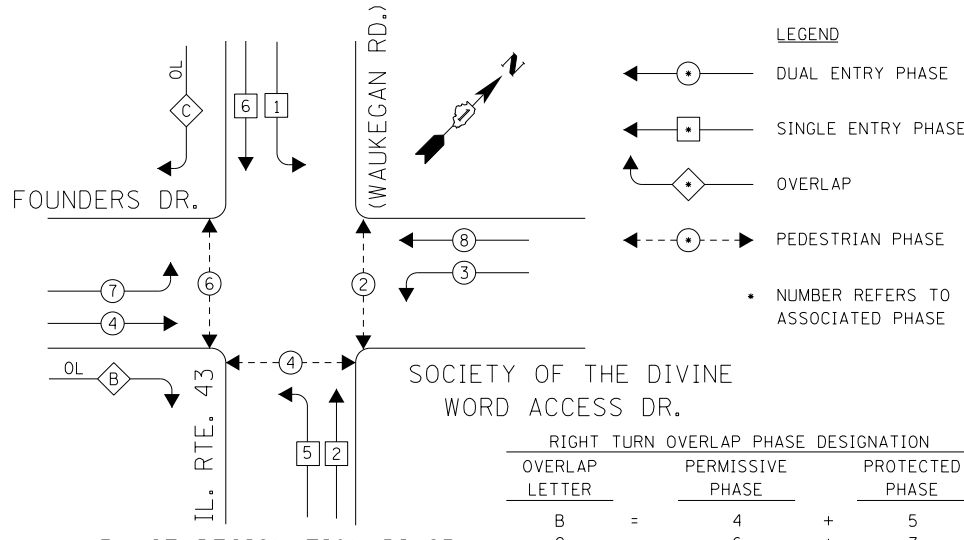 LEGEND
DUAL ENTRY PHASE
SINGLE ENTRY PHASE
OVERLAP
PEDESTRIAN PHASE
* NUMBER REFERS TO
ASSOCIATED PHASE
N
1
(WAUKEGAN RD.)
OL
C
6
1
FOUNDERS DR.
8
3
7
6
2
4
4
OL
B
IL. RTE. 43
5
2
SOCIETY OF THE DIVINE
WORD ACCESS DR.
RIGHT TURN OVERLAP PHASE DESIGNATION
OVERLAP PERMISSIVE PROTECTED
LETTER PHASE PHASE
B = 4 + 5